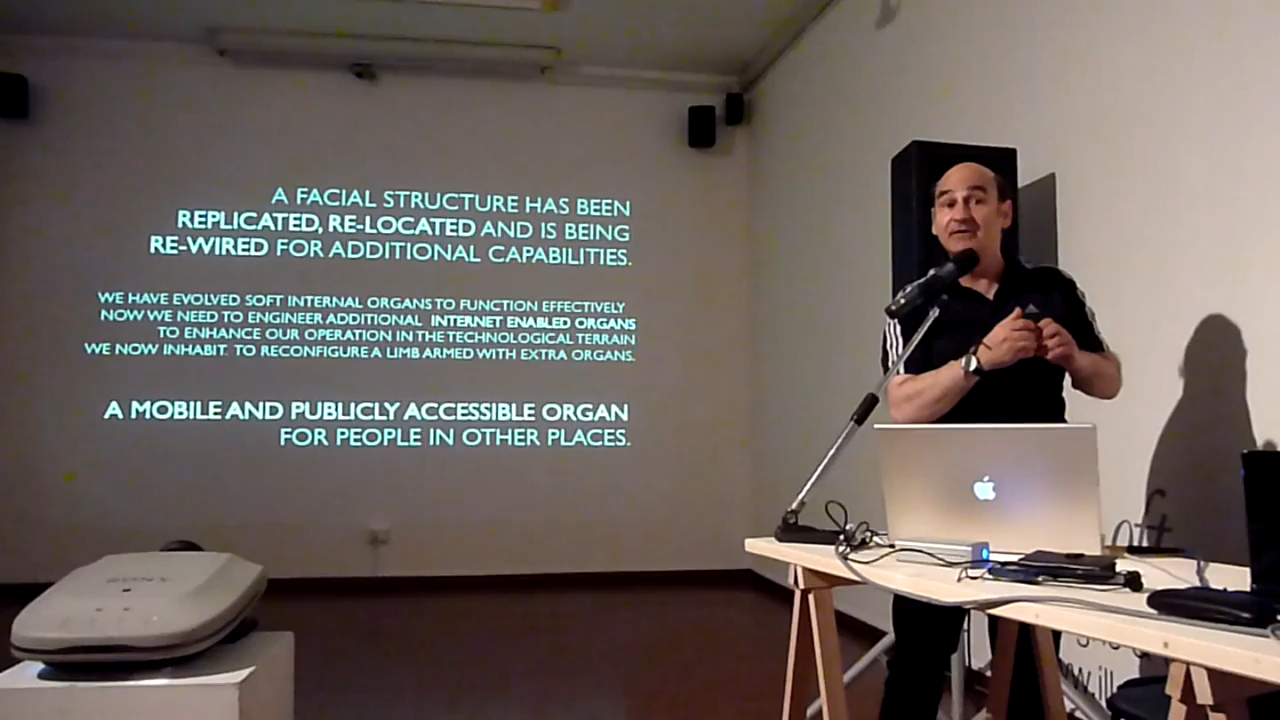 A FACIAL STRUCTURE HAS BEEN
REPLICATED, RE-LOCATED AND IS BEING
RE-WIRED FOR ADDITIONAL CAPABILITIES.
WE HAVE EVOLVED SOFT INTERNAL ORGANS TO FUNCTION EFFECTIVELY
NOW WE NEED TO ENGINEER ADDITIONAL INTERNET ENABLED ORGANS
TO ENHANCE OUR OPERATION IN THE TECHNOLOGICAL TERRAIN
WE NOW INHABIT. TO RECONFIGURE A LIMB ARMED WITH EXTRA ORGANS.
A MOBILE AND PUBLICLY ACCESSIBLE ORGAN
FOR PEOPLE IN OTHER PLACES.
SONY